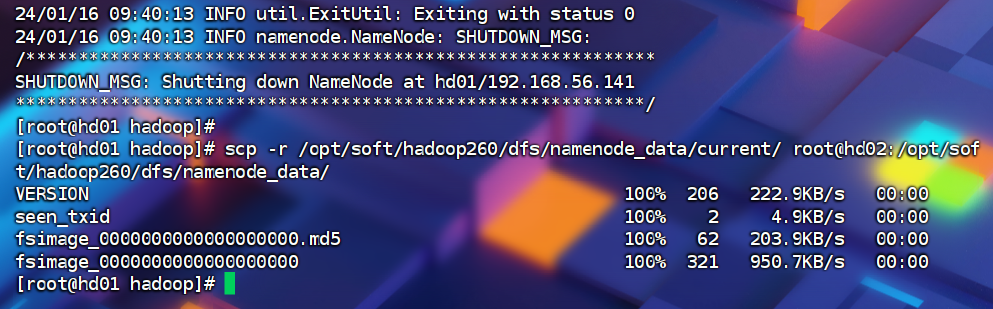 24/01/16 09:40:13 INFO util.ExitUtil: Exiting with status 0
24/01/16 09:40:13 INFO namenode.NameNode: SHUTDOWN_MSG:
/************************************************************
SHUTDOWN_MSG: Shutting down NameNode at hd01/192.168.56.141
************************************************************/
[root@hd01 hadoop]#
[root@hd01 hadoop]# scp -r /opt/soft/hadoop260/dfs/namenode_data/current/ root@hd02:/opt/sof
t/hadoop260/dfs/namenode_data/
VERSION 100% 206 222.9KB/s 00:00
seen_txid 100% 2 4.9KB/s 00:00
fsimage_0000000000000000000.md5 100% 62 203.9KB/s 00:00
fsimage_0000000000000000000 100% 321 950.7KB/s 00:00
[root@hd01 hadoop]#